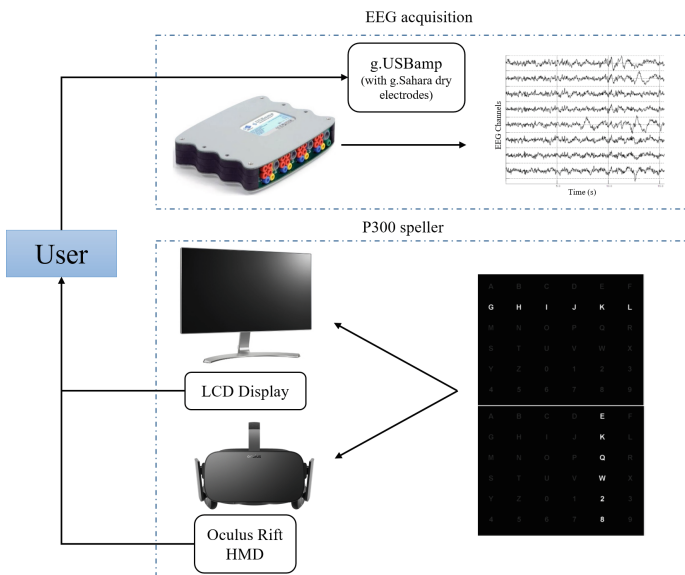 EEG acquisition
g.USBamp
(with g.Sahara dry
electrodes)
EEG Channels
Time (s)
P300 speller
User
LCD Display
Oculus Rift
HMD
A B C D E F
G H I J K L
M N O P Q R
S T U V W X
Y Z 0 1 2 3
4 5 6 7 8 9
A B C D E F
G H I J K L
M N O P Q R
S T U V W X
Y Z 0 1 2 3
4 5 6 7 8 9